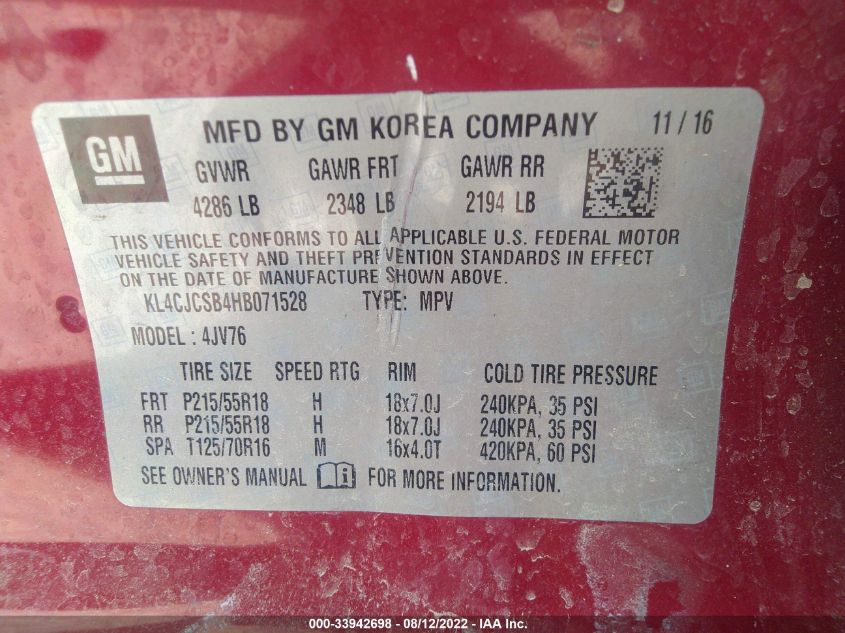 GM
MFD BY GM KOREA COMPANY 11 / 16
GVWR GAWR FRT GAWR RR
4286 LB 2348 LB 2194 LB
THIS VEHICLE CONFORMS TO ALL APPLICABLE U.S. FEDERAL MOTOR
VEHICLE SAFETY AND THEFT PREVENTION STANDARDS IN EFFECT
ON THE DATE OF MANUFACTURE SHOWN ABOVE.
KL4CJCSB4HB071528 TYPE: MPV
MODEL : 4JV76
TIRE SIZE SPEED RTG RIM COLD TIRE PRESSURE
FRT P215/55R18 H 18x7.0J 240KPA, 35 PSI
RR P215/55R18 H 18x7.0J 240KPA, 35 PSI
SPA T125/70R16 M 16x4.0T 420KPA, 60 PSI
SEE OWNER'S MANUAL i FOR MORE INFORMATION.
000-33942698 - 08/12/2022 - IAA Inc.